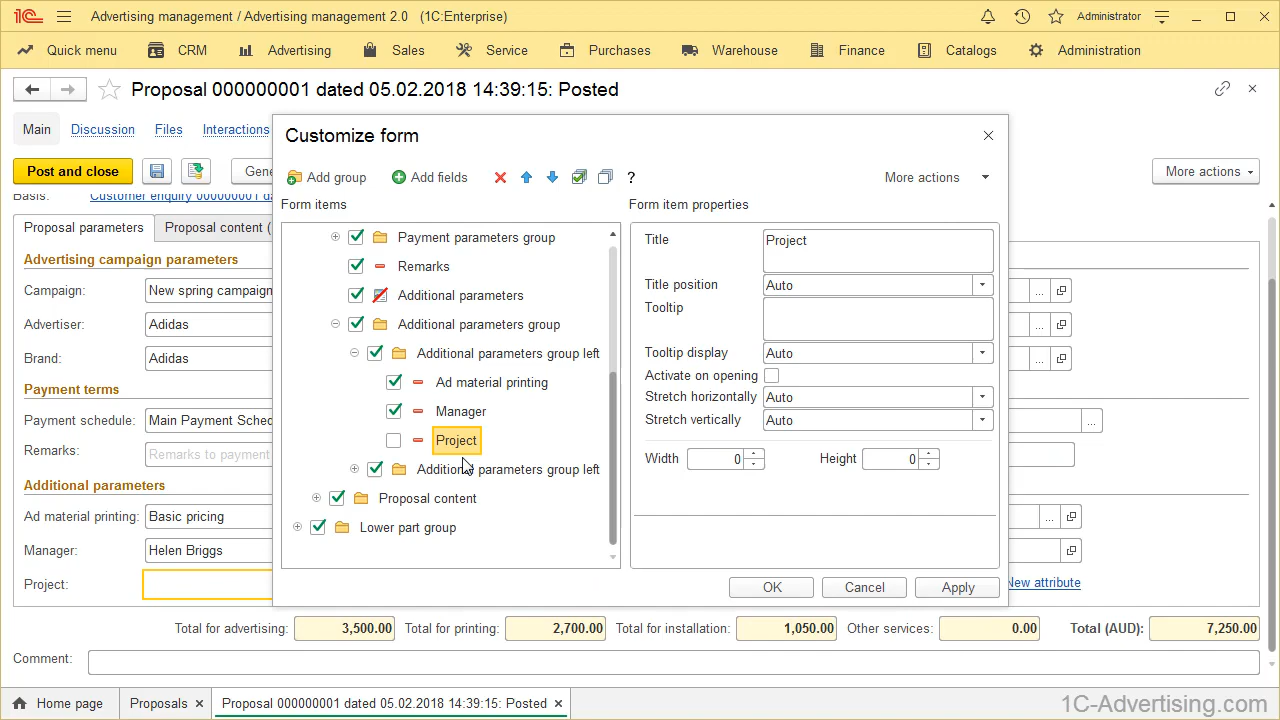 Advertising management / Advertising management 2.0 (1C:Enterprise) Administrator
Quick menu CRM Advertising Sales Service Purchases Warehouse Finance Catalogs Administration
Proposal 000000001 dated 05.02.2018 14:39:15: Posted
Main Discussion Files Interactions
Post and close Gene More actions
Basis: Customer enquiry 000000001 da
Proposal parameters Proposal content (
Advertising campaign parameters
Campaign: New spring campaign ...
Advertiser: Adidas ...
Brand: Adidas ...
Payment terms
Payment schedule: Main Payment Sched ...
Remarks: Remarks to payment
Additional parameters
Ad material printing: Basic pricing ...
Manager: Helen Briggs
Project: New attribute
Customize form
Add group Add fields ? More actions
Form items
Payment parameters group
Remarks
Additional parameters
Additional parameters group
Additional parameters group left
Ad material printing
Manager
Project
Additional parameters group left
Proposal content
Lower part group
Form item properties
Title Project
Title position Auto
Tooltip
Tooltip display Auto
Activate on opening
Stretch horizontally Auto
Stretch vertically Auto
Width 0 Height 0
OK Cancel Apply
Total for advertising: 3,500.00 Total for printing: 2,700.00 Total for installation: 1,050.00 Other services: 0.00 Total (AUD): 7,250.00
Comment:
Home page Proposals Proposal 000000001 dated 05.02.2018 14:39:15: Posted
1C-Advertising.com